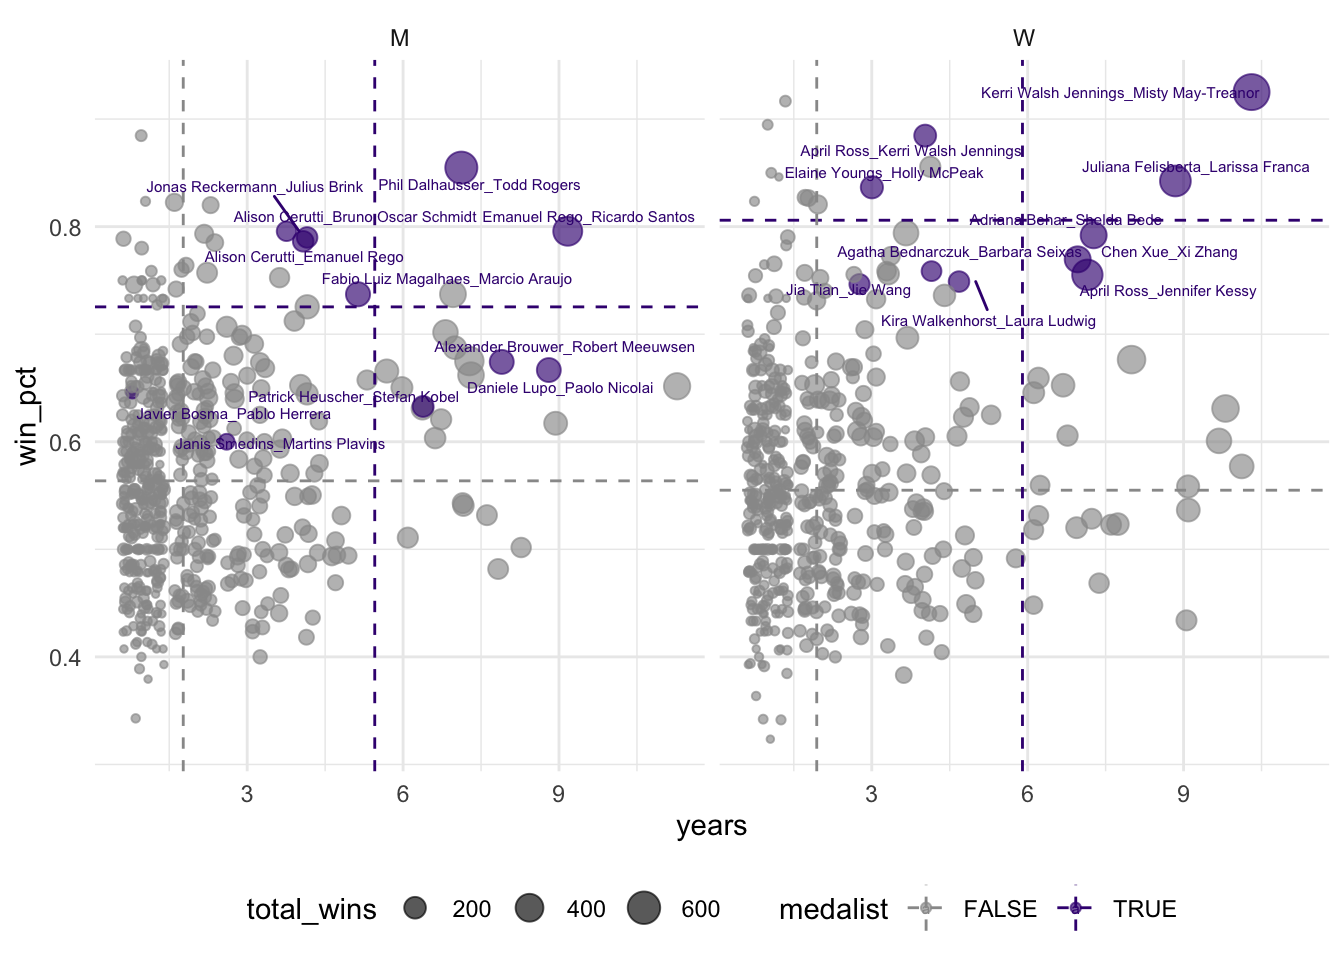 M
W
Kerri Walsh Jennings_Misty May-Treanor
April Ross_Kerri Walsh Jennings
Juliana Felisberta_Larissa Franca
Elaine Youngs_Holly McPeak
Jonas Reckermann_Julius Brink
Phil Dalhausser_Todd Rogers
Alison Cerutti_Bruno Oscar Schmidt
Emanuel Rego_Ricardo Santos
Adriana Behar_Shelda Bede
Alison Cerutti_Emanuel Rego
Agatha Bednarczuk_Barbara Seixas
Chen Xue_Xi Zhang
Fabio Luiz Magalhaes_Marcio Araujo
Jia Tian_Jie Wang
April Ross_Jennifer Kessy
Kira Walkenhorst_Laura Ludwig
Alexander Brouwer_Robert Meeuwsen
Daniele Lupo_Paolo Nicolai
Patrick Heuscher_Stefan Kobel
Javier Bosma_Pablo Herrera
Janis Smedins_Martins Plavins
0.8
0.6
0.4
win_pct
3 6 9
3 6 9
years
total_wins 200 400 600 medalist FALSE TRUE